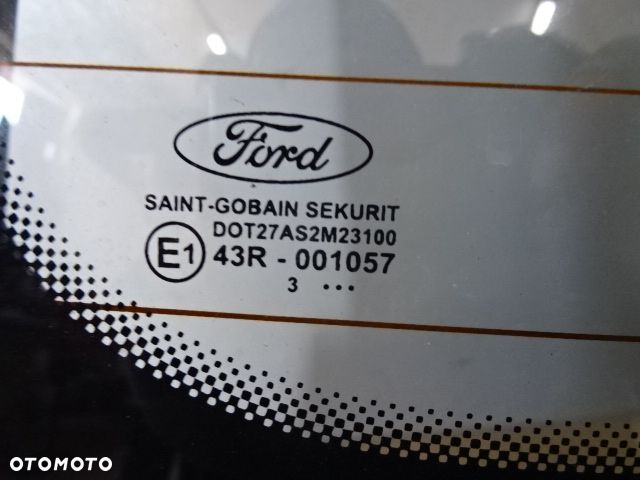 Ford
SAINT-GOBAIN SEKURIT
DOT27AS2M23100
E1 43R - 001057
3 ...
OTOMOTO